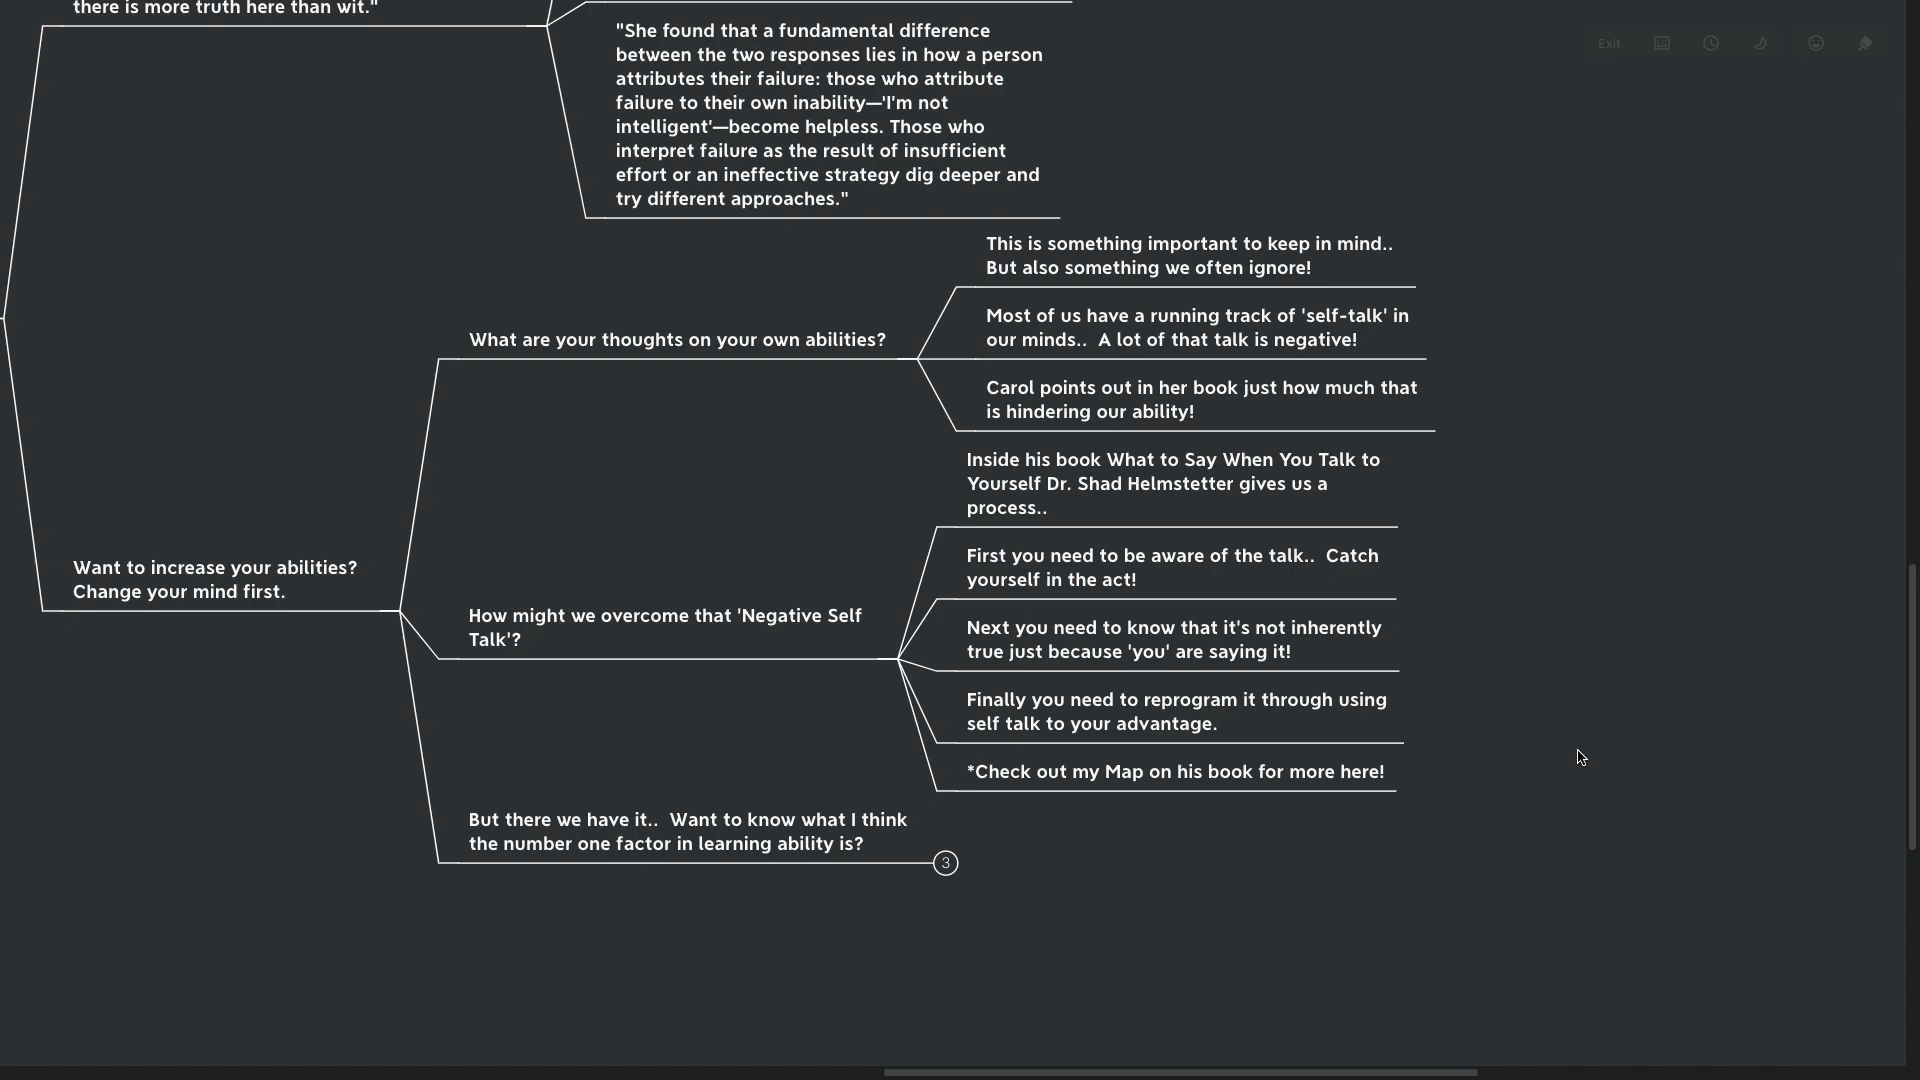 there is more truth here than wit."
"She found that a fundamental difference
between the two responses lies in how a person
attributes their failure: those who attribute
failure to their own inability—'I'm not
intelligent'—become helpless. Those who
interpret failure as the result of insufficient
effort or an ineffective strategy dig deeper and
try different approaches."
Exit
This is something important to keep in mind..
But also something we often ignore!
What are your thoughts on your own abilities?
Most of us have a running track of 'self-talk' in
our minds..  A lot of that talk is negative!
Carol points out in her book just how much that
is hindering our ability!
Want to increase your abilities?
Change your mind first.
Inside his book What to Say When You Talk to
Yourself Dr. Shad Helmstetter gives us a
process..
First you need to be aware of the talk..  Catch
yourself in the act!
How might we overcome that 'Negative Self
Talk'?
Next you need to know that it's not inherently
true just because 'you' are saying it!
Finally you need to reprogram it through using
self talk to your advantage.
*Check out my Map on his book for more here!
But there we have it..  Want to know what I think
the number one factor in learning ability is?
3